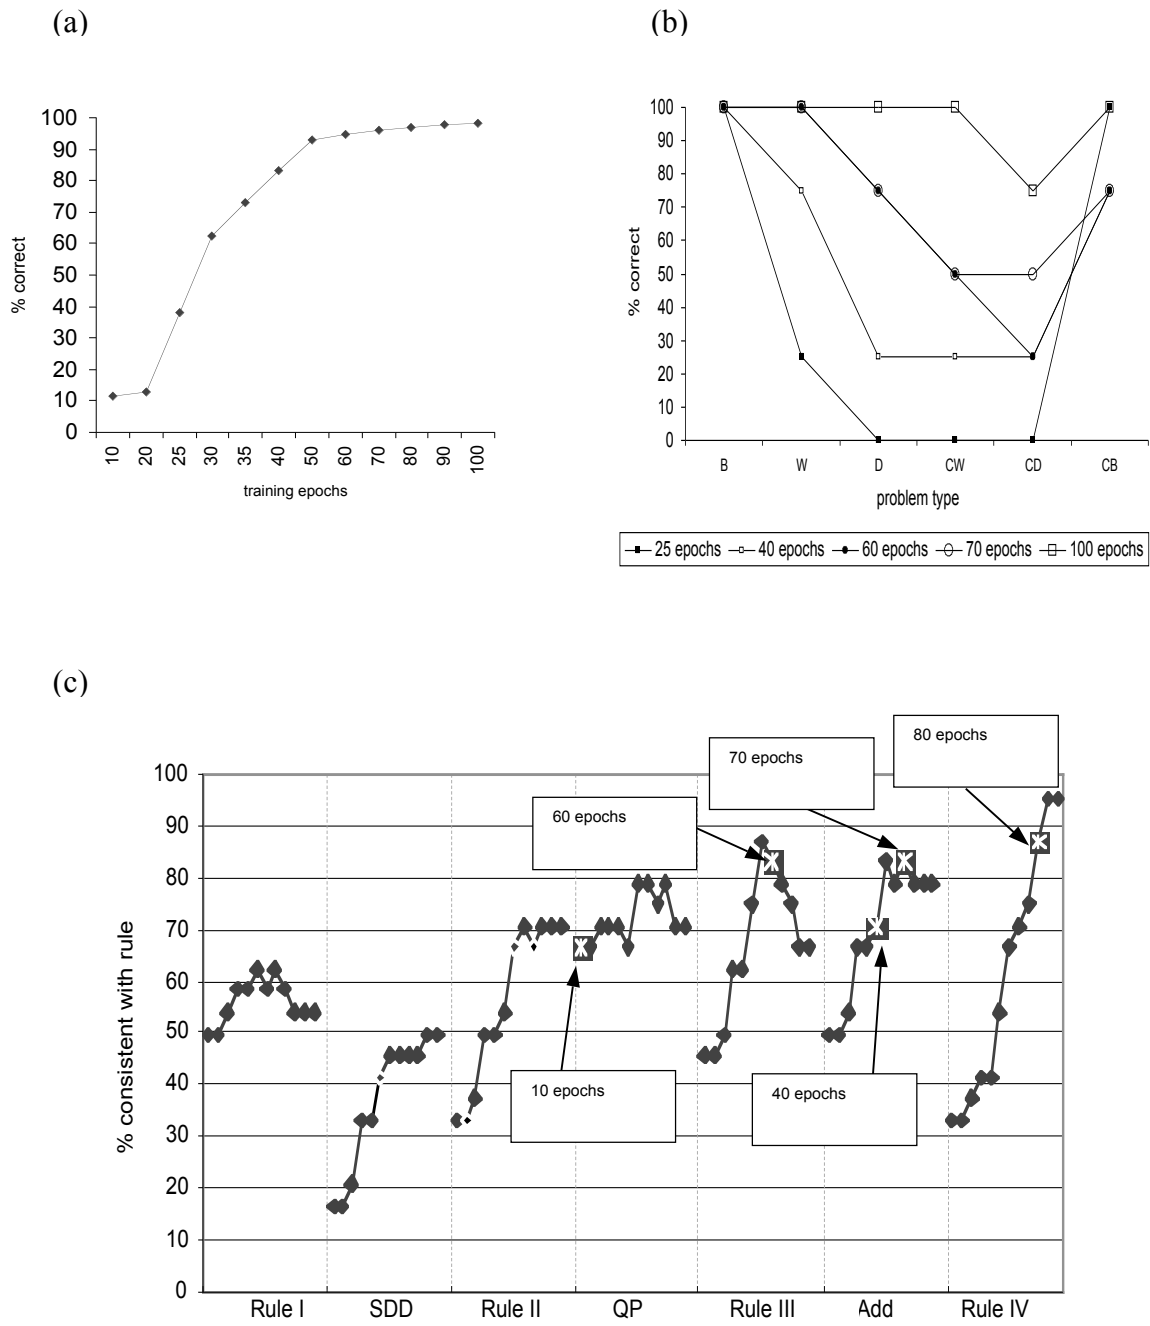 (a)
% correct
100
90
80
70
60
50
40
30
20
10
0
10 20 25 30 35 40 50 60 70 80 90 100
training epochs
(b)
% correct
100
90
80
70
60
50
40
30
20
10
0
B W D CW CD CB
problem type
25 epochs 40 epochs 60 epochs 70 epochs 100 epochs
(c)
% consistent with rule
100
90
80
70
60
50
40
30
20
10
0
80 epochs
70 epochs
60 epochs
10 epochs
40 epochs
Rule I SDD Rule II QP Rule III Add Rule IV